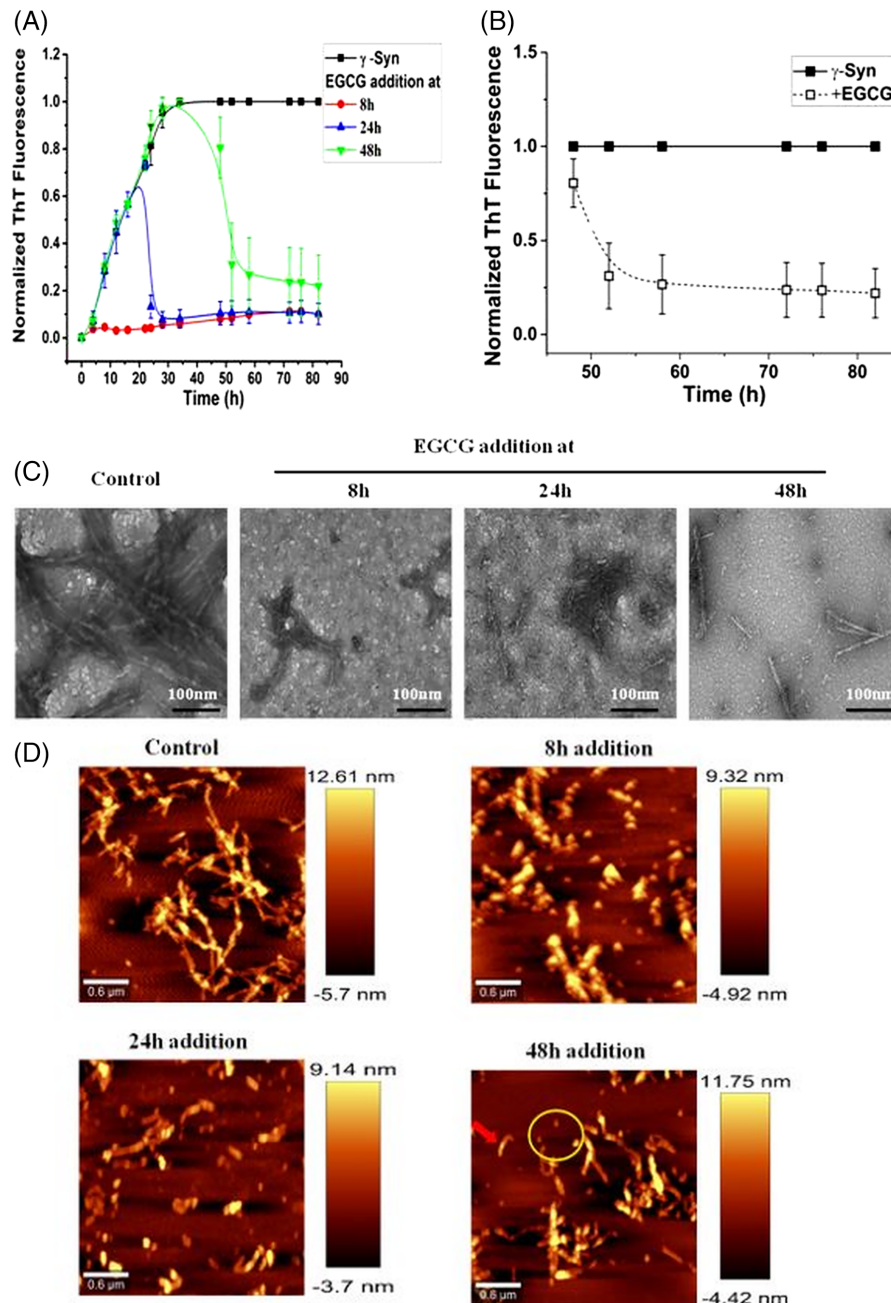 (A)
1.2
1.0
0.8
0.6
0.4
0.2
0.0
0 10 20 30 40 50 60 70 80 90
Normalized ThT Fluorescence
Time (h)
γ-Syn
EGCG addition at
8h
24h
48h
(B)
1.5
1.0
0.5
0.0
50 60 70 80
Normalized ThT Fluorescence
Time (h)
γ-Syn
+EGCG
(C)
EGCG addition at
Control 8h 24h 48h
100nm 100nm 100nm 100nm
(D)
Control
12.61 nm
0.6 µm
-5.7 nm
8h addition
9.32 nm
0.6 µm
-4.92 nm
24h addition
9.14 nm
0.6 µm
-3.7 nm
48h addition
11.75 nm
0.6 µm
-4.42 nm